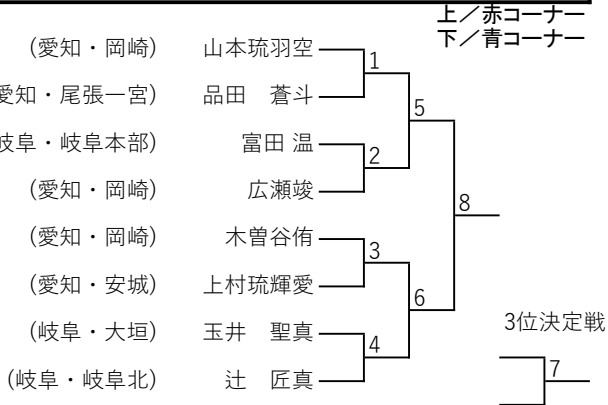 上／赤コーナー
下／青コーナー
(愛知・岡崎) 山本琉羽空
愛知・尾張一宮) 品田 蒼斗
岐阜・岐阜本部) 富田 温
(愛知・岡崎) 広瀬竣
(愛知・岡崎) 木曽谷侑
(愛知・安城) 上村琉輝愛
(岐阜・大垣) 玉井 聖真
(岐阜・岐阜北) 辻 匠真
1
2
3
4
5
6
8
3位決定戦
7